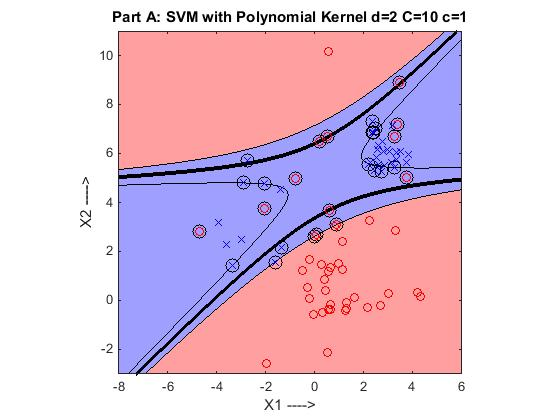 Part A: SVM with Polynomial Kernel d=2 C=10 c=1
10
8
6
4
2
0
-2
X2 ---->
-8 -6 -4 -2 0 2 4 6
X1 ---->